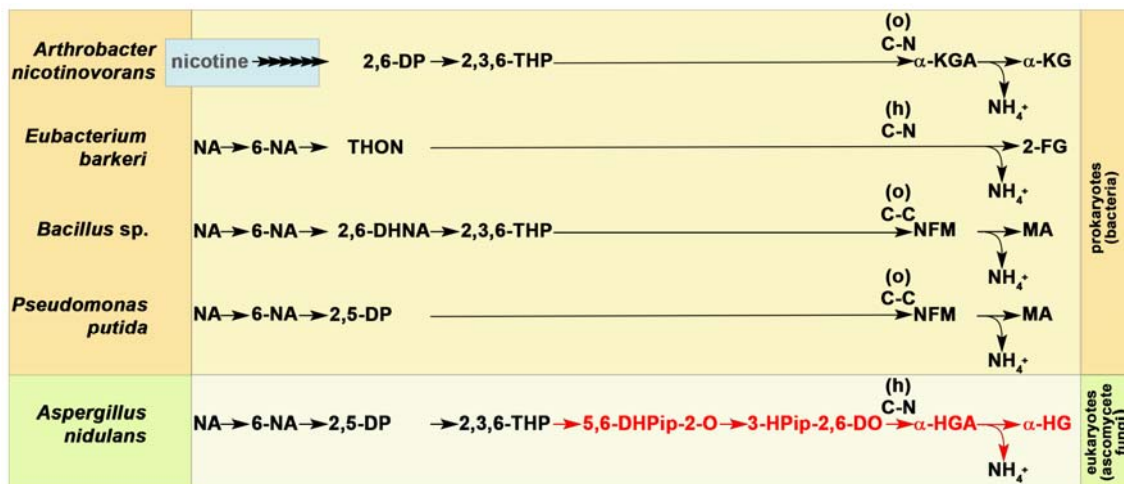 Arthrobacter nicotinovorans
nicotine 2,6-DP 2,3,6-THP (o) C-N α-KGA α-KG
NH₄⁺
Eubacterium barkeri
NA 6-NA THON (h) C-N 2-FG
NH₄⁺
Bacillus sp.
NA 6-NA 2,6-DHNA 2,3,6-THP (o) C-C NFM MA
NH₄⁺
Pseudomonas putida
NA 6-NA 2,5-DP (o) C-C NFM MA
NH₄⁺
prokaryotes (bacteria)
Aspergillus nidulans
NA 6-NA 2,5-DP 2,3,6-THP 5,6-DHPip-2-O 3-HPip-2,6-DO (h) C-N α-HGA α-HG
NH₄⁺
eukaryotes (ascomycete fungi)